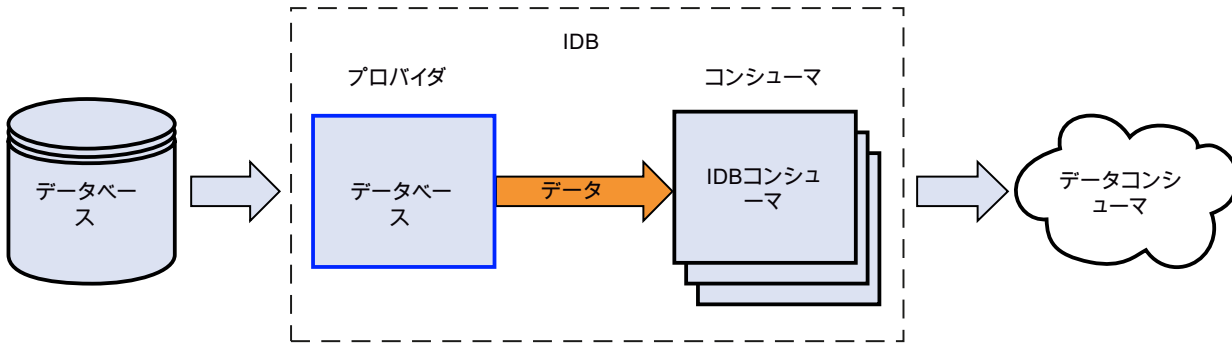 IDB
プロバイダ
コンシューマ
データベー
ス
データベー
ス
データ
IDBコンシュ
ーマ
データコンシ
ューマ